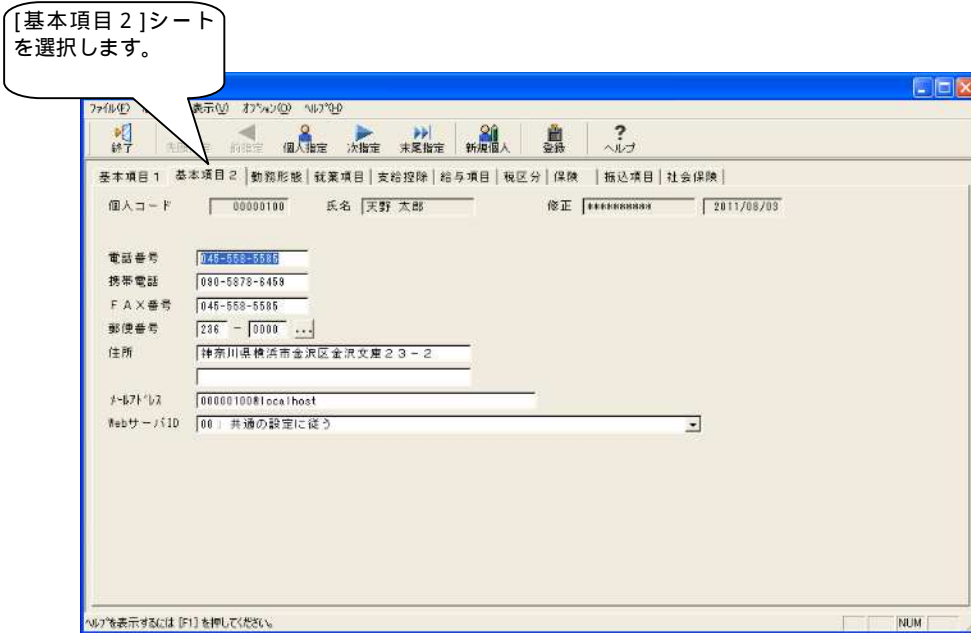 [基本項目２]シート
を選択します。
ファイル(F) 表示(V) オプション(O) ヘルプ(H)
終了 前指定 個人指定 次指定 末尾指定 新規個人 登録 ? ヘルプ
基本項目１ 基本項目２ 勤務形態 就業項目 支給控除 給与項目 税区分 保険 振込項目 社会保険
個人コード 00000100 氏名 天野 太郎 修正 ********** 2011/08/03
電話番号 045-558-5585
携帯電話 090-5878-6459
ＦＡＸ番号 045-558-5585
郵便番号 236 - 0000 ...
住所 神奈川県横浜市金沢区金沢文庫２３－２
メールアドレス 00000100@localhost
WebサーバID 00: 共通の設定に従う
ヘルプを表示するには [F1] を押してください。 NUM